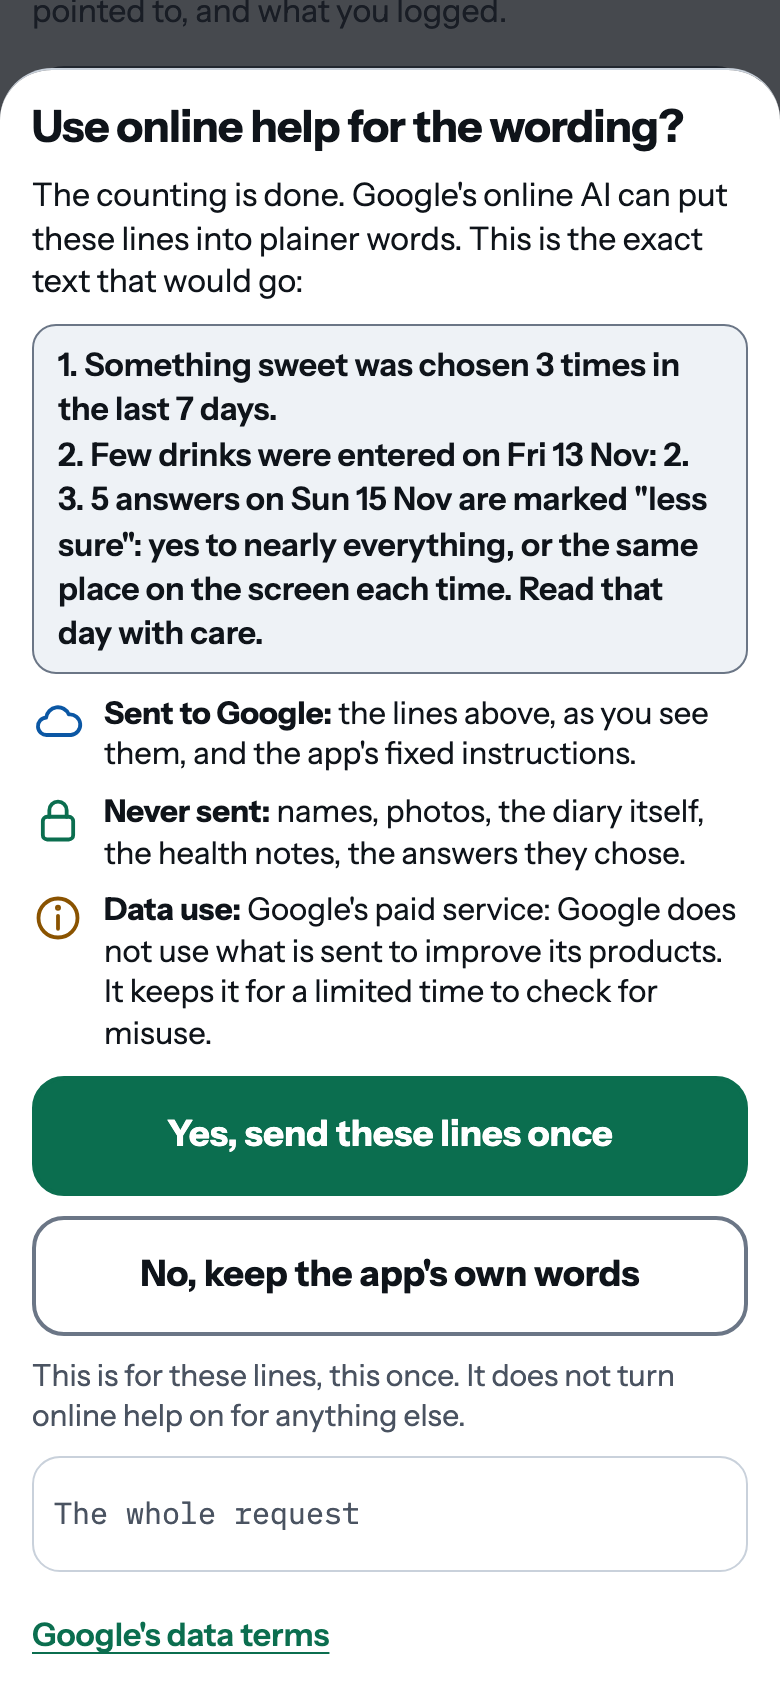 pointed to, and what you logged.
Use online help for the wording?
The counting is done. Google's online AI can put
these lines into plainer words. This is the exact
text that would go:
1. Something sweet was chosen 3 times in
the last 7 days.
2. Few drinks were entered on Fri 13 Nov: 2.
3. 5 answers on Sun 15 Nov are marked "less
sure": yes to nearly everything, or the same
place on the screen each time. Read that
day with care.
Sent to Google: the lines above, as you see
them, and the app's fixed instructions.
Never sent: names, photos, the diary itself,
the health notes, the answers they chose.
Data use: Google's paid service: Google does
not use what is sent to improve its products.
It keeps it for a limited time to check for
misuse.
Yes, send these lines once
No, keep the app's own words
This is for these lines, this once. It does not turn
online help on for anything else.
The whole request
Google's data terms